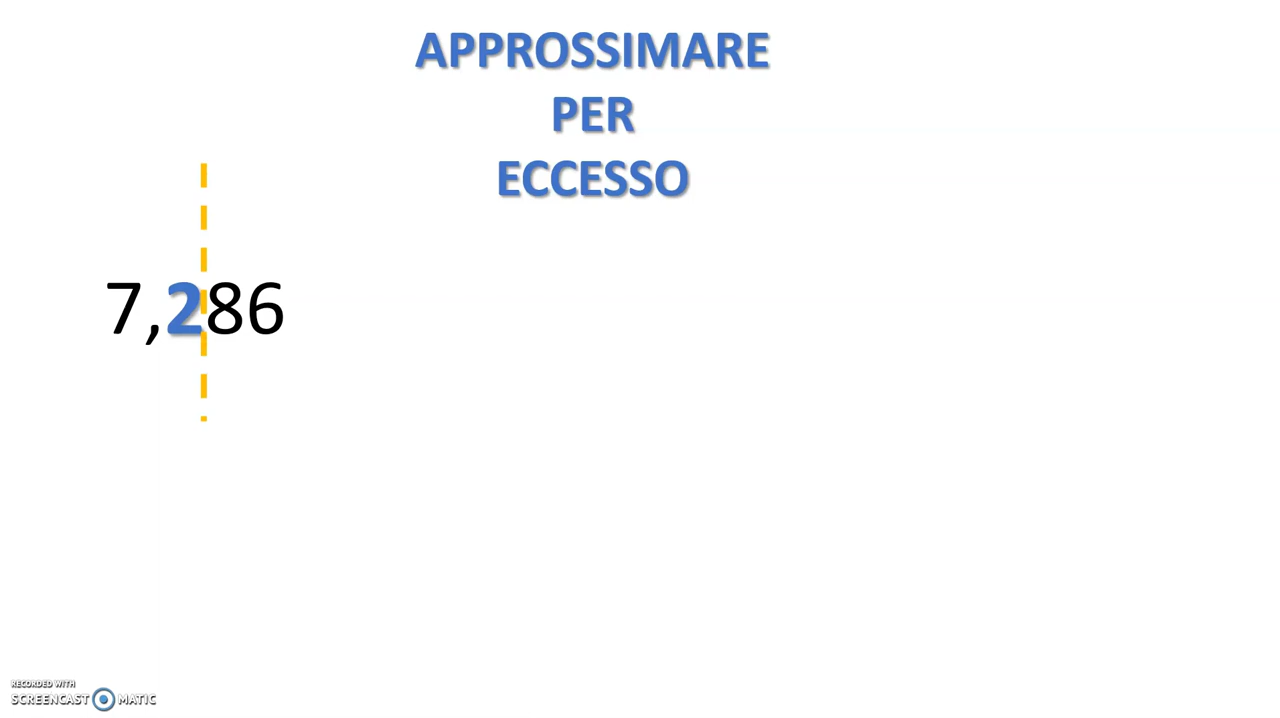 APPROSSIMARE
PER
ECCESSO
7,286
RECORDED WITH
SCREENCAST MATIC